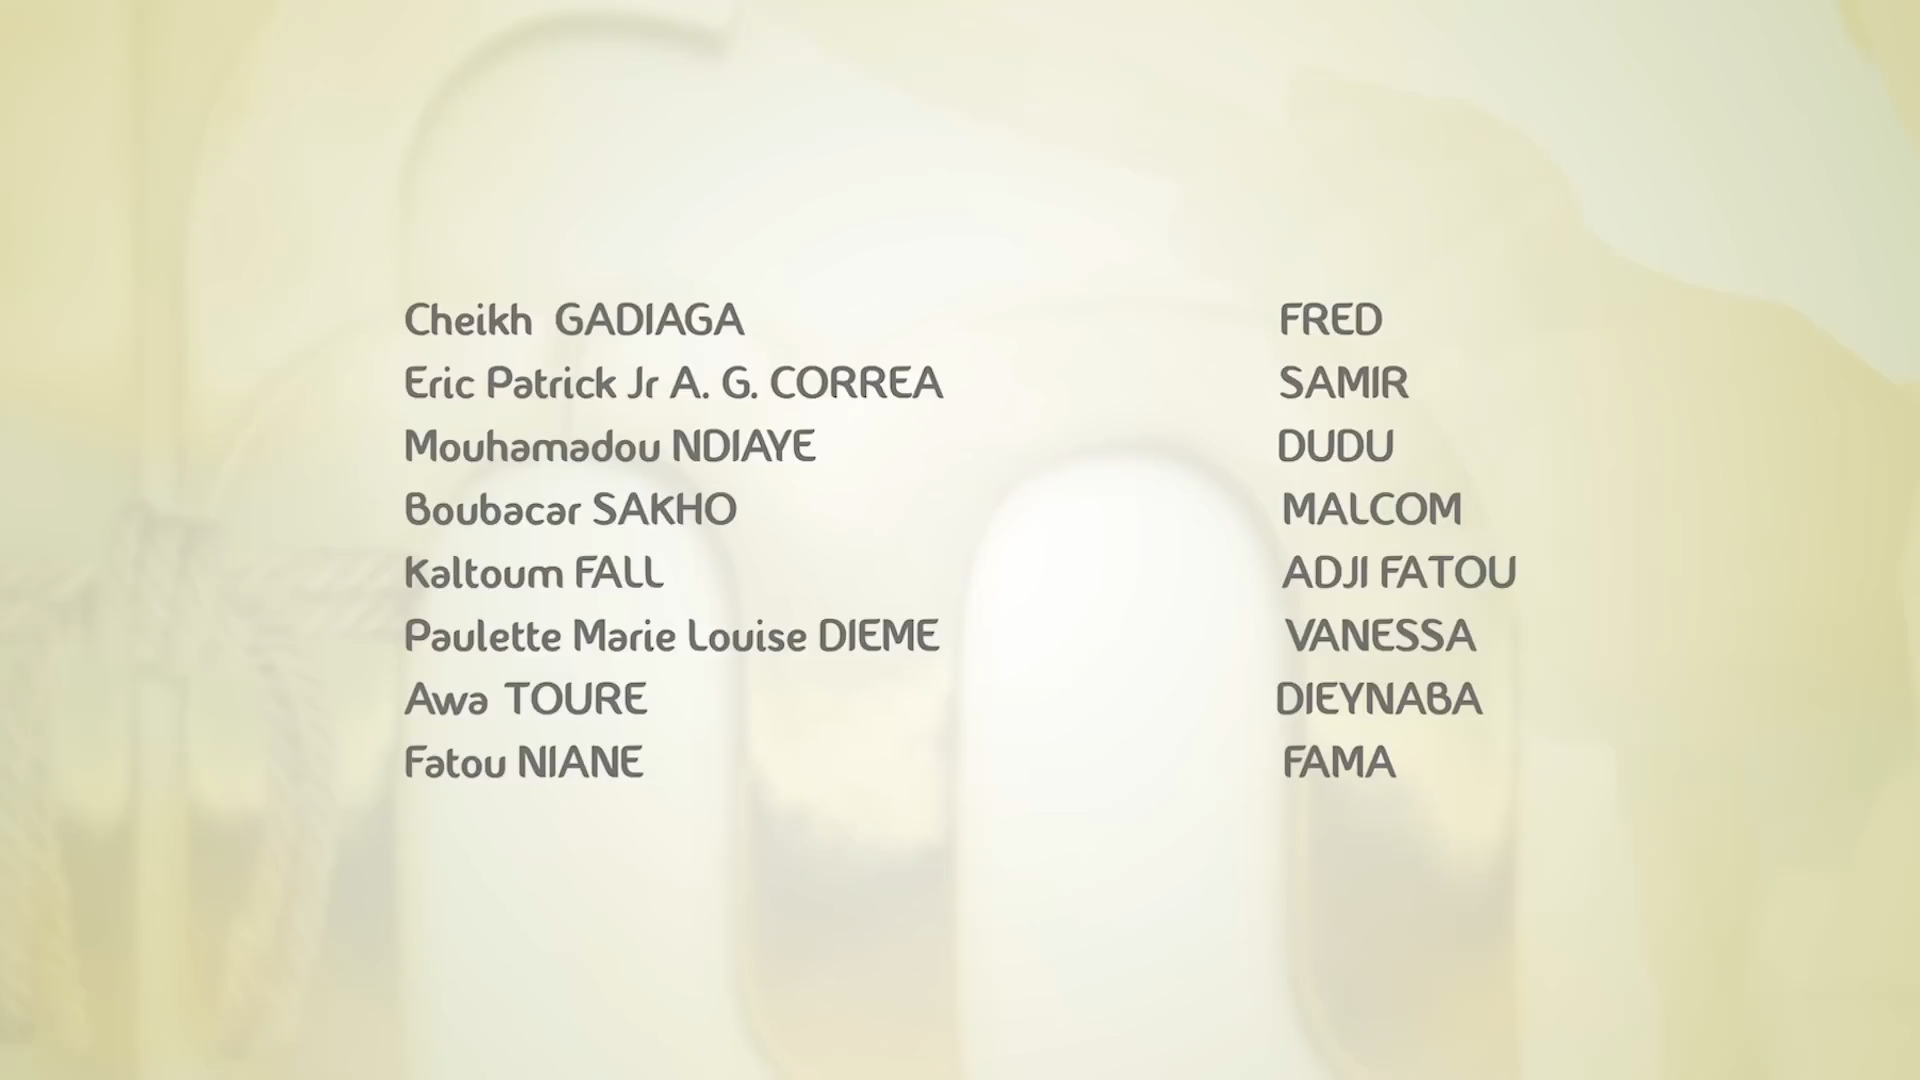 Cheikh GADIAGA FRED
Eric Patrick Jr A. G. CORREA SAMIR
Mouhamadou NDIAYE DUDU
Boubacar SAKHO MALCOM
Kaltoum FALL ADJI FATOU
Paulette Marie Louise DIEME VANESSA
Awa TOURE DIEYNABA
Fatou NIANE FAMA